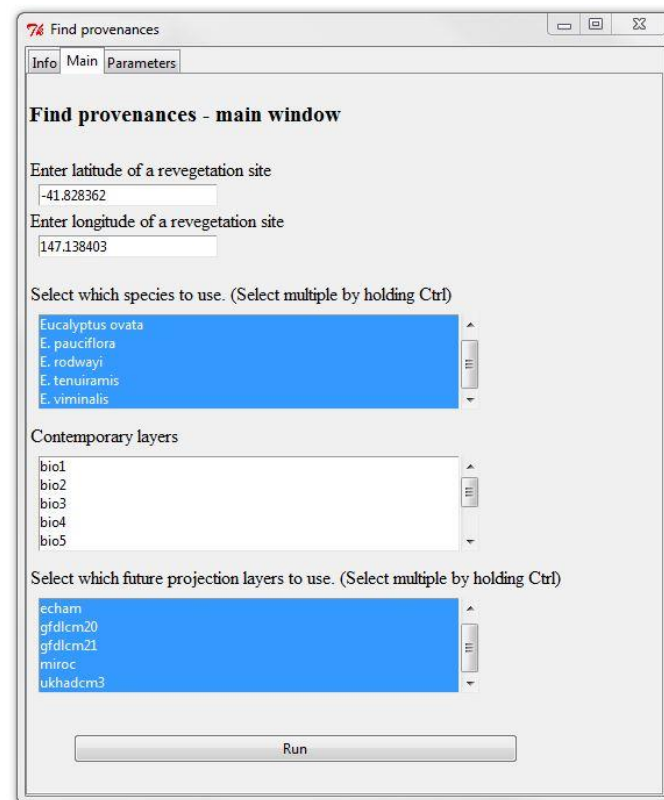 Find provenances
Info Main Parameters
Find provenances - main window
Enter latitude of a revegetation site
-41.828362
Enter longitude of a revegetation site
147.138403
Select which species to use. (Select multiple by holding Ctrl)
Eucalyptus ovata
E. pauciflora
E. rodwayi
E. tenuiramis
E. viminalis
Contemporary layers
bio1
bio2
bio3
bio4
bio5
Select which future projection layers to use. (Select multiple by holding Ctrl)
echam
gfdlcm20
gfdlcm21
miroc
ukhadcm3
Run